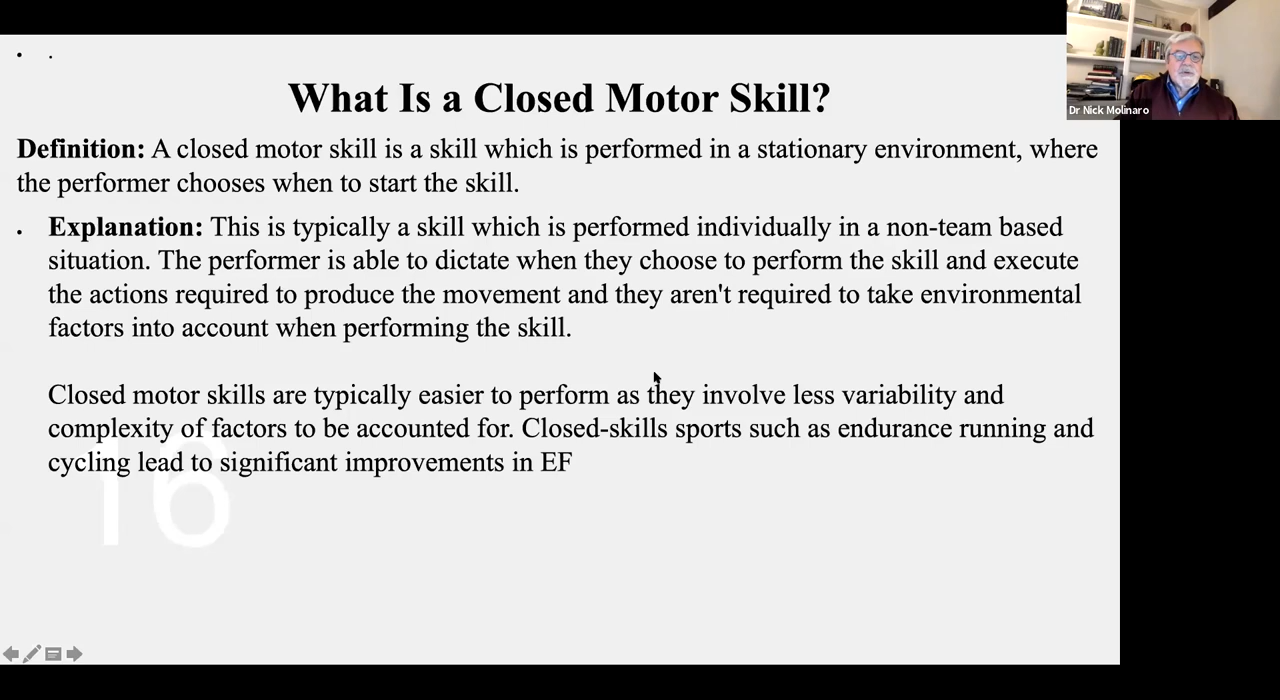 What Is a Closed Motor Skill?
Dr Nick Molinaro
Definition: A closed motor skill is a skill which is performed in a stationary environment, where
the performer chooses when to start the skill.
• Explanation: This is typically a skill which is performed individually in a non-team based
situation. The performer is able to dictate when they choose to perform the skill and execute
the actions required to produce the movement and they aren't required to take environmental
factors into account when performing the skill.
Closed motor skills are typically easier to perform as they involve less variability and
complexity of factors to be accounted for. Closed-skills sports such as endurance running and
cycling lead to significant improvements in EF
16